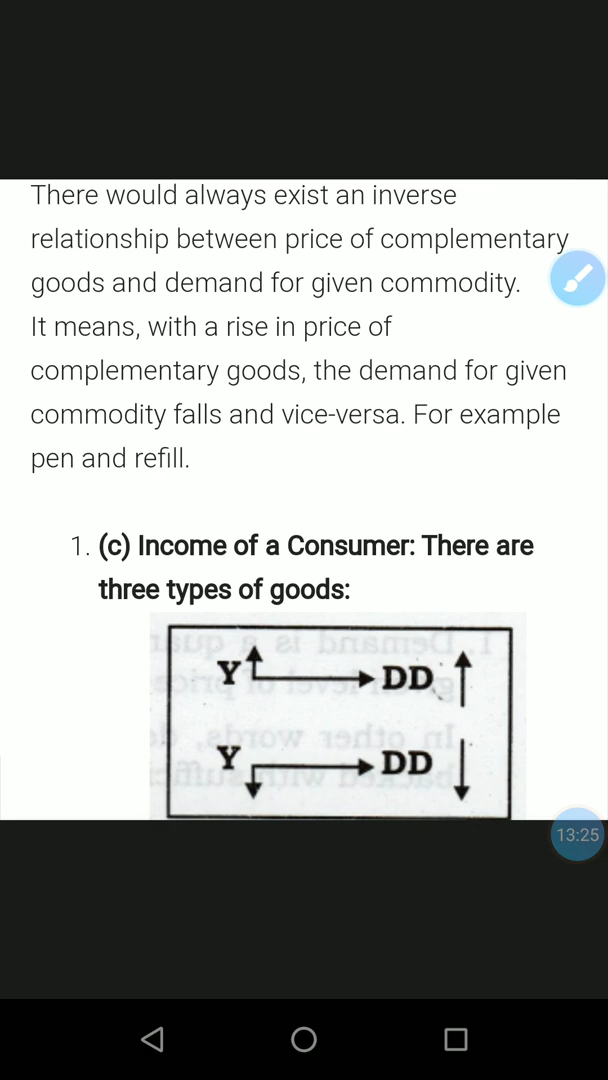 There would always exist an inverse
relationship between price of complementary
goods and demand for given commodity.
It means, with a rise in price of
complementary goods, the demand for given
commodity falls and vice-versa. For example
pen and refill.
1. (c) Income of a Consumer: There are
three types of goods:
Y DD
Y DD
13:25